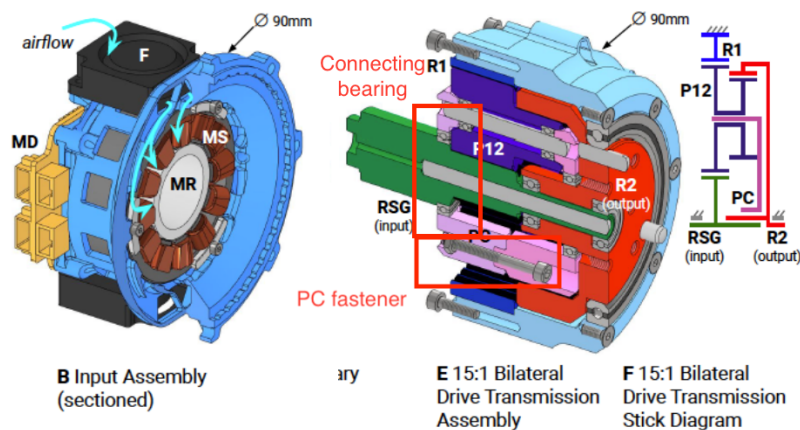 airflow
F
Ø 90mm
MD
MS
MR
B Input Assembly
(sectioned)
ary
Connecting
bearing
R1
Ø 90mm
P12
R2
(output)
RSG
(input)
PC
PC fastener
E 15:1 Bilateral
Drive Transmission
Assembly
R1
P12
PC
RSG
(input)
R2
(output)
F 15:1 Bilateral
Drive Transmission
Stick Diagram